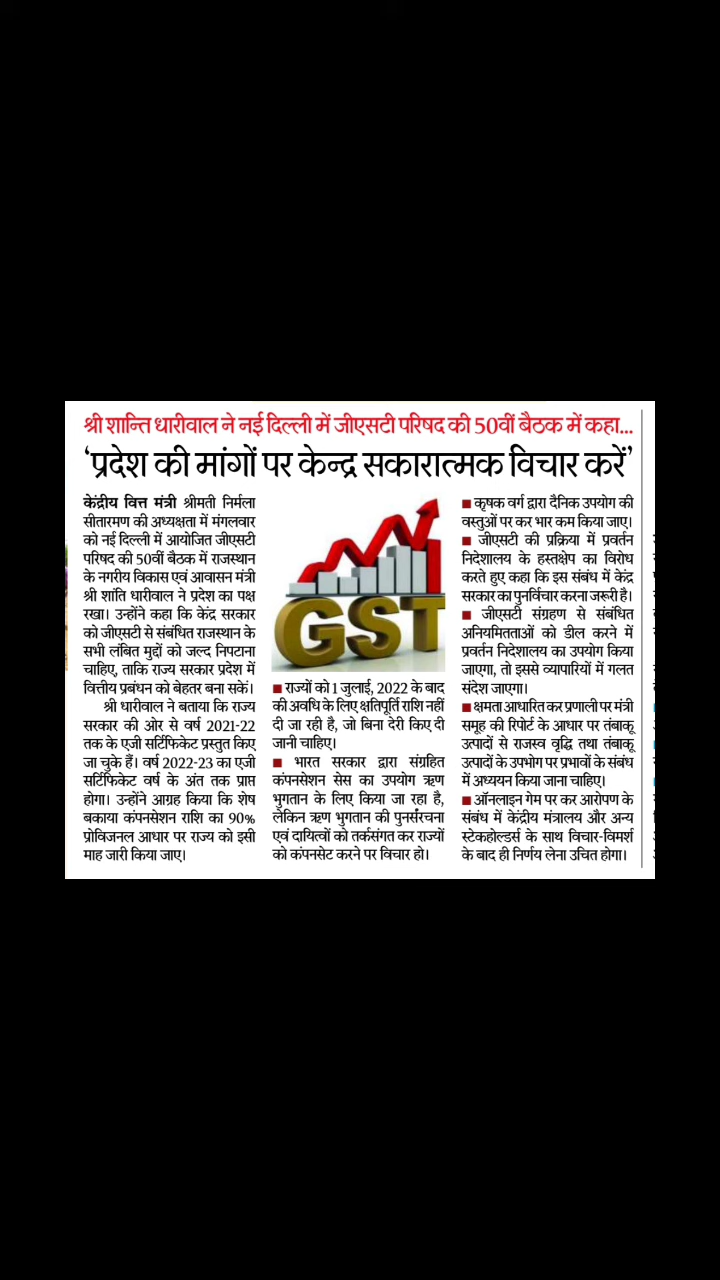 श्री शान्ति धारीवाल ने नई दिल्ली में जीएसटी परिषद की 50वीं बैठक में कहा...
‘प्रदेश की मांगों पर केन्द्र सकारात्मक विचार करें’
केंद्रीय वित्त मंत्री श्रीमती निर्मला
सीतारमण की अध्यक्षता में मंगलवार
को नई दिल्ली में आयोजित जीएसटी
परिषद की 50वीं बैठक में राजस्थान
के नगरीय विकास एवं आवासन मंत्री
श्री शांति धारीवाल ने प्रदेश का पक्ष
रखा। उन्होंने कहा कि केंद्र सरकार
को जीएसटी से संबंधित राजस्थान के
सभी लंबित मुद्दों को जल्द निपटाना
चाहिए, ताकि राज्य सरकार प्रदेश में
वित्तीय प्रबंधन को बेहतर बना सकें।
श्री धारीवाल ने बताया कि राज्य
सरकार की ओर से वर्ष 2021-22
तक के एजी सर्टिफिकेट प्रस्तुत किए
जा चुके हैं। वर्ष 2022-23 का एजी
सर्टिफिकेट वर्ष के अंत तक प्राप्त
होगा। उन्होंने आग्रह किया कि शेष
बकाया कंपनसेशन राशि का 90%
प्रोविजनल आधार पर राज्य को इसी
माह जारी किया जाए।
GST
■ राज्यों को 1 जुलाई, 2022 के बाद
की अवधि के लिए क्षतिपूर्ति राशि नहीं
दी जा रही है, जो बिना देरी किए दी
जानी चाहिए।
■ भारत सरकार द्वारा संग्रहित
कंपनसेशन सेस का उपयोग ऋण
भुगतान के लिए किया जा रहा है,
लेकिन ऋण भुगतान की पुनर्संरचना
एवं दायित्वों को तर्कसंगत कर राज्यों
को कंपनसेट करने पर विचार हो।
■ कृषक वर्ग द्वारा दैनिक उपयोग की
वस्तुओं पर कर भार कम किया जाए।
■ जीएसटी की प्रक्रिया में प्रवर्तन
निदेशालय के हस्तक्षेप का विरोध
करते हुए कहा कि इस संबंध में केंद्र
सरकार का पुनर्विचार करना जरूरी है।
■ जीएसटी संग्रहण से संबंधित
अनियमितताओं को डील करने में
प्रवर्तन निदेशालय का उपयोग किया
जाएगा, तो इससे व्यापारियों में गलत
संदेश जाएगा।
■ क्षमता आधारित कर प्रणाली पर मंत्री
समूह की रिपोर्ट के आधार पर तंबाकू
उत्पादों से राजस्व वृद्धि तथा तंबाकू
उत्पादों के उपभोग पर प्रभावों के संबंध
में अध्ययन किया जाना चाहिए।
■ ऑनलाइन गेम पर कर आरोपण के
संबंध में केंद्रीय मंत्रालय और अन्य
स्टेकहोल्डर्स के साथ विचार-विमर्श
के बाद ही निर्णय लेना उचित होगा।